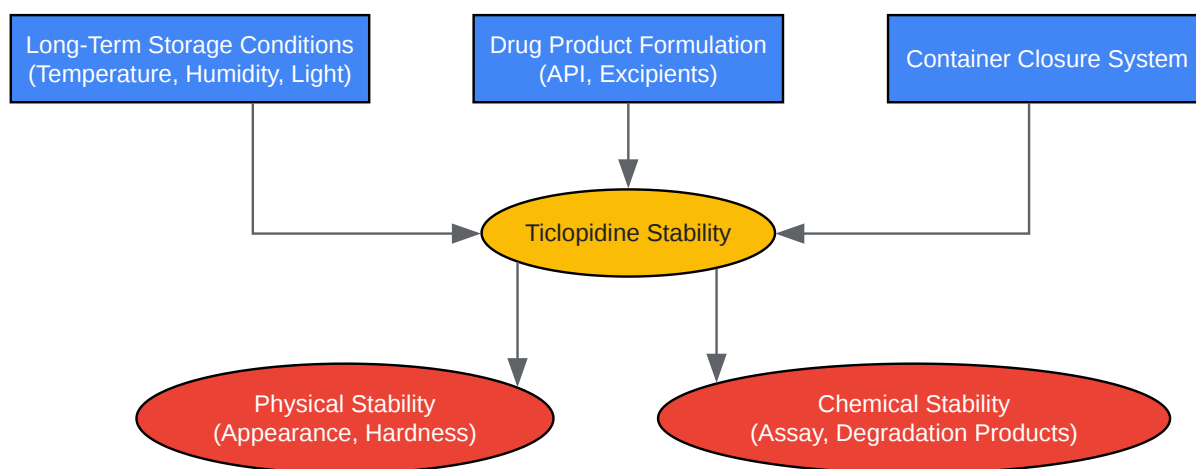 Long-Term Storage Conditions
(Temperature, Humidity, Light)
Drug Product Formulation
(API, Excipients)
Container Closure System
Ticlopidine Stability
Physical Stability
(Appearance, Hardness)
Chemical Stability
(Assay, Degradation Products)